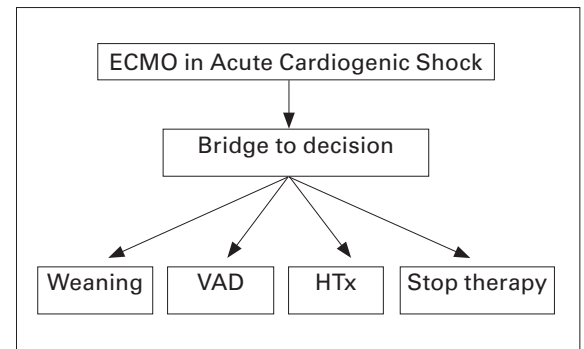 ECMO in Acute Cardiogenic Shock
Bridge to decision
Weaning
VAD
HTx
Stop therapy